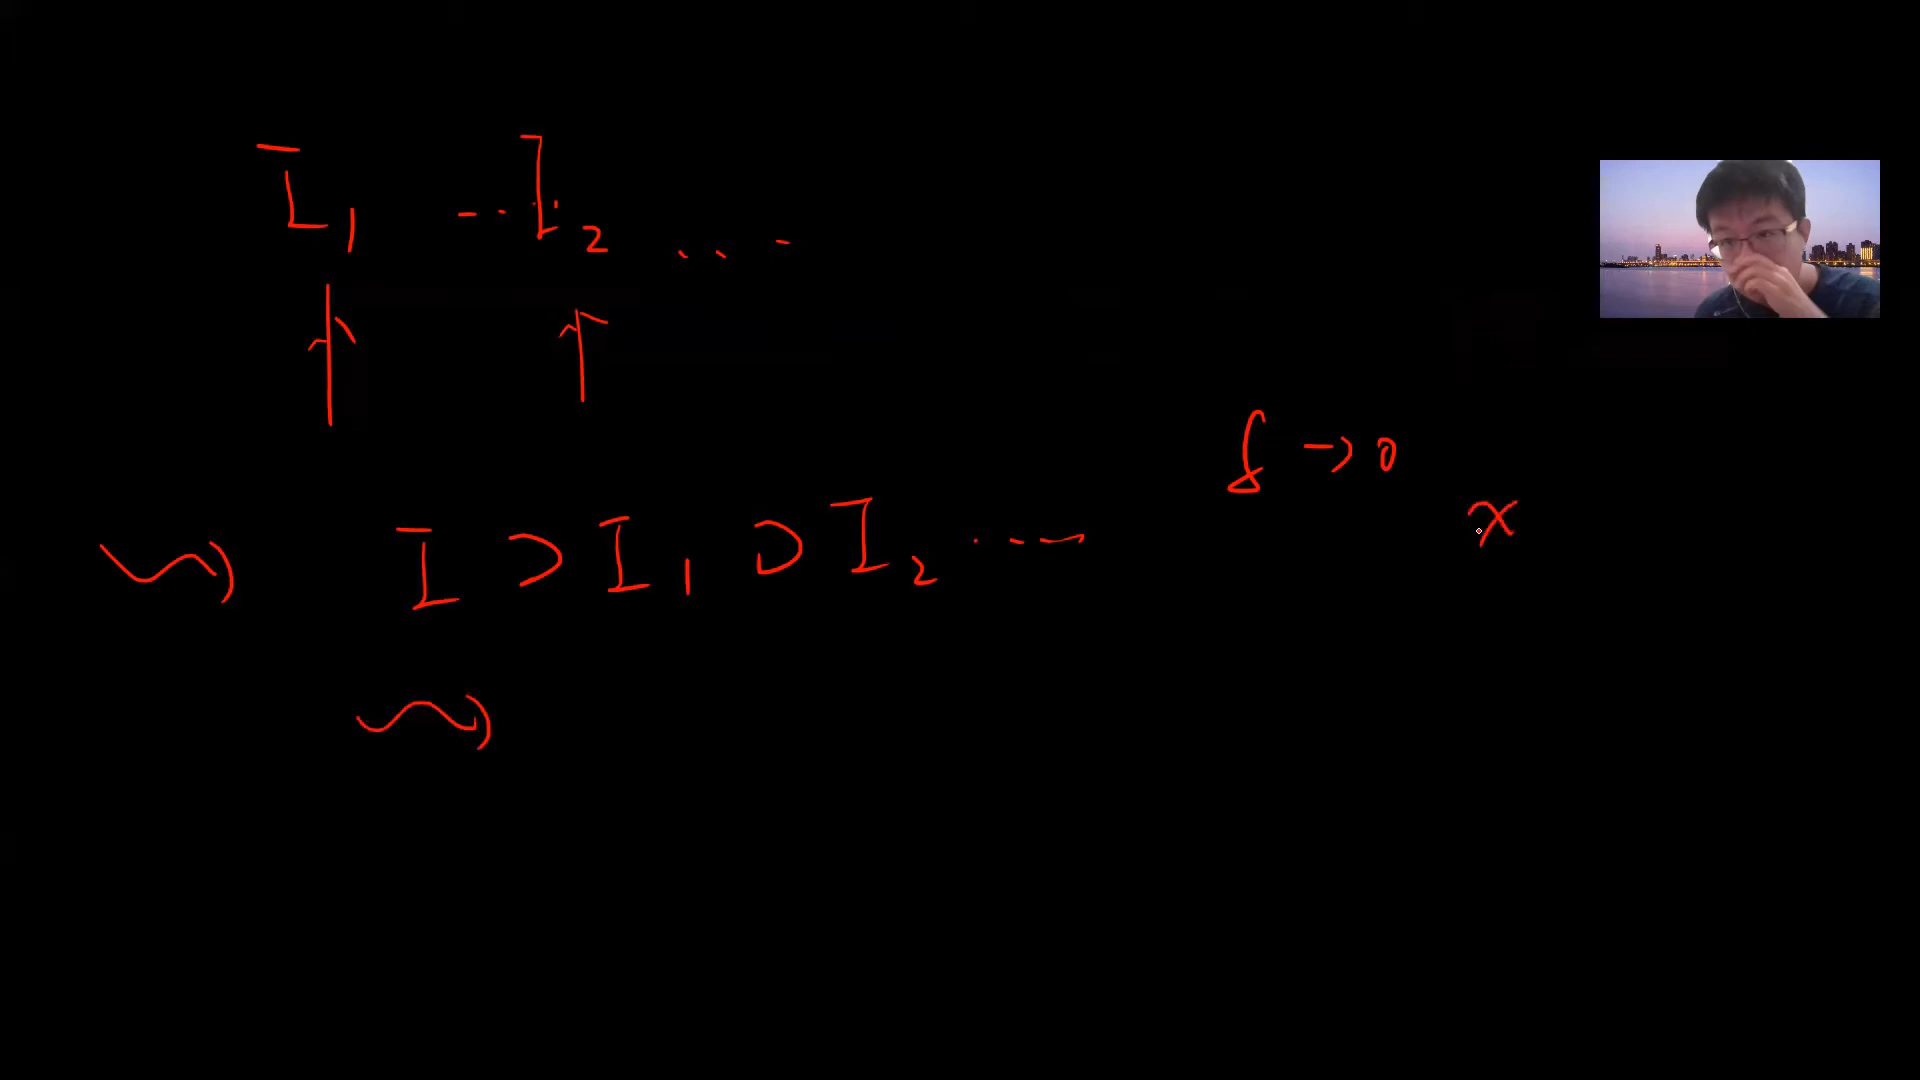 I₁ ... I₂ ...
f → 0
x
⇝ I ⊃ I₁ ⊃ I₂ ....
⇝